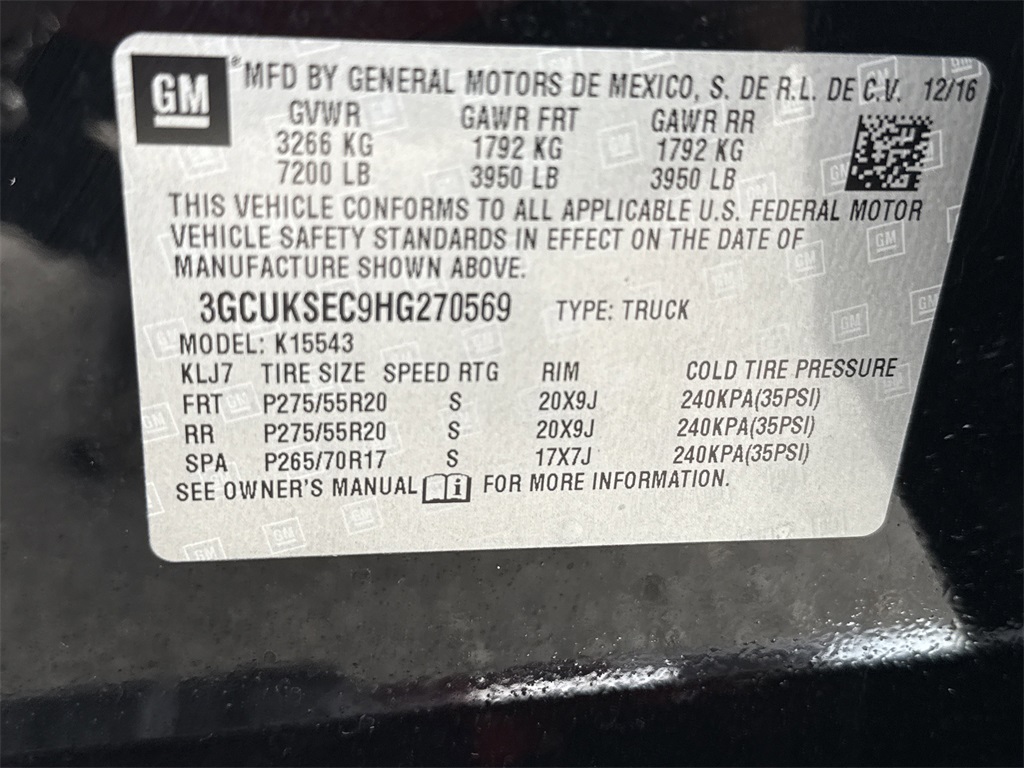 GM
® MFD BY GENERAL MOTORS DE MEXICO, S. DE R.L. DE C.V. 12/16
GVWR GAWR FRT GAWR RR
3266 KG 1792 KG 1792 KG
7200 LB 3950 LB 3950 LB
THIS VEHICLE CONFORMS TO ALL APPLICABLE U.S. FEDERAL MOTOR
VEHICLE SAFETY STANDARDS IN EFFECT ON THE DATE OF
MANUFACTURE SHOWN ABOVE.
3GCUKSEC9HG270569 TYPE: TRUCK
MODEL: K15543
KLJ7 TIRE SIZE SPEED RTG RIM COLD TIRE PRESSURE
FRT P275/55R20 S 20X9J 240KPA(35PSI)
RR P275/55R20 S 20X9J 240KPA(35PSI)
SPA P265/70R17 S 17X7J 240KPA(35PSI)
SEE OWNER'S MANUAL i FOR MORE INFORMATION.